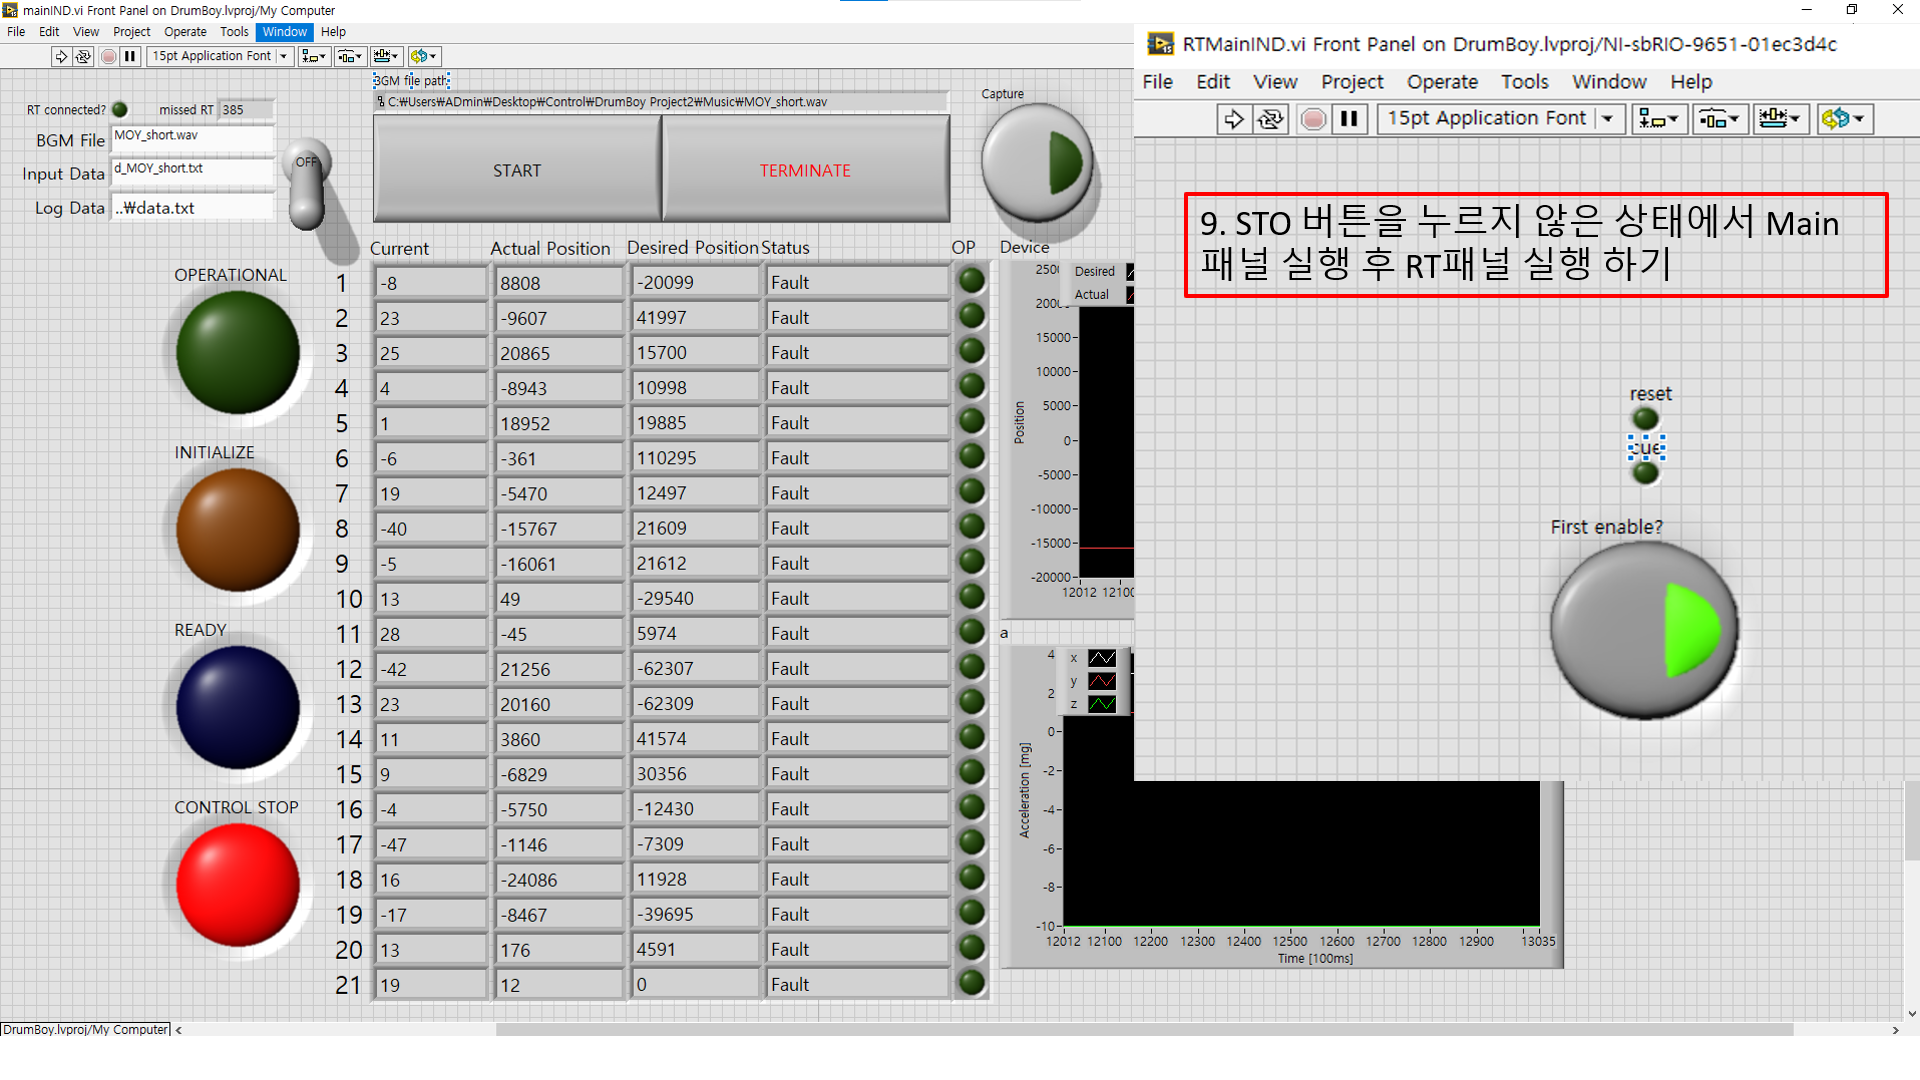 mainIND.vi Front Panel on DrumBoy.lvproj/My Computer
File Edit View Project Operate Tools Window Help
15pt Application Font
RT connected? missed RT 385
BGM File MOY_short.wav
Input Data d_MOY_short.txt
Log Data ..₩data.txt
OFF
BGM file path
C:₩Users₩ADmin₩Desktop₩Control₩DrumBoy Project2₩Music₩MOY_short.wav
START TERMINATE
Capture
OPERATIONAL
INITIALIZE
READY
CONTROL STOP
Current Actual Position Desired Position Status OP
1 -8 8808 -20099 Fault
2 23 -9607 41997 Fault
3 25 20865 15700 Fault
4 4 -8943 10998 Fault
5 1 18952 19885 Fault
6 -6 -361 110295 Fault
7 19 -5470 12497 Fault
8 -40 -15767 21609 Fault
9 -5 -16061 21612 Fault
10 13 49 -29540 Fault
11 28 -45 5974 Fault
12 -42 21256 -62307 Fault
13 23 20160 -62309 Fault
14 11 3860 41574 Fault
15 9 -6829 30356 Fault
16 -4 -5750 -12430 Fault
17 -47 -1146 -7309 Fault
18 16 -24086 11928 Fault
19 -17 -8467 -39695 Fault
20 13 176 4591 Fault
21 19 12 0 Fault
Device
Desired
Actual
15000
10000
5000
0
-5000
-10000
-15000
-20000
Position
12012 12100
a
x
y
z
4
2
0
-2
-4
-6
-8
-10
Acceleration [mg]
12012 12100 12200 12300 12400 12500 12600 12700 12800 12900 13035
Time [100ms]
DrumBoy.lvproj/My Computer
RTMainIND.vi Front Panel on DrumBoy.lvproj/NI-sbRIO-9651-01ec3d4c
File Edit View Project Operate Tools Window Help
15pt Application Font
9. STO 버튼을 누르지 않은 상태에서 Main
패널 실행 후 RT패널 실행 하기
reset
cue
First enable?